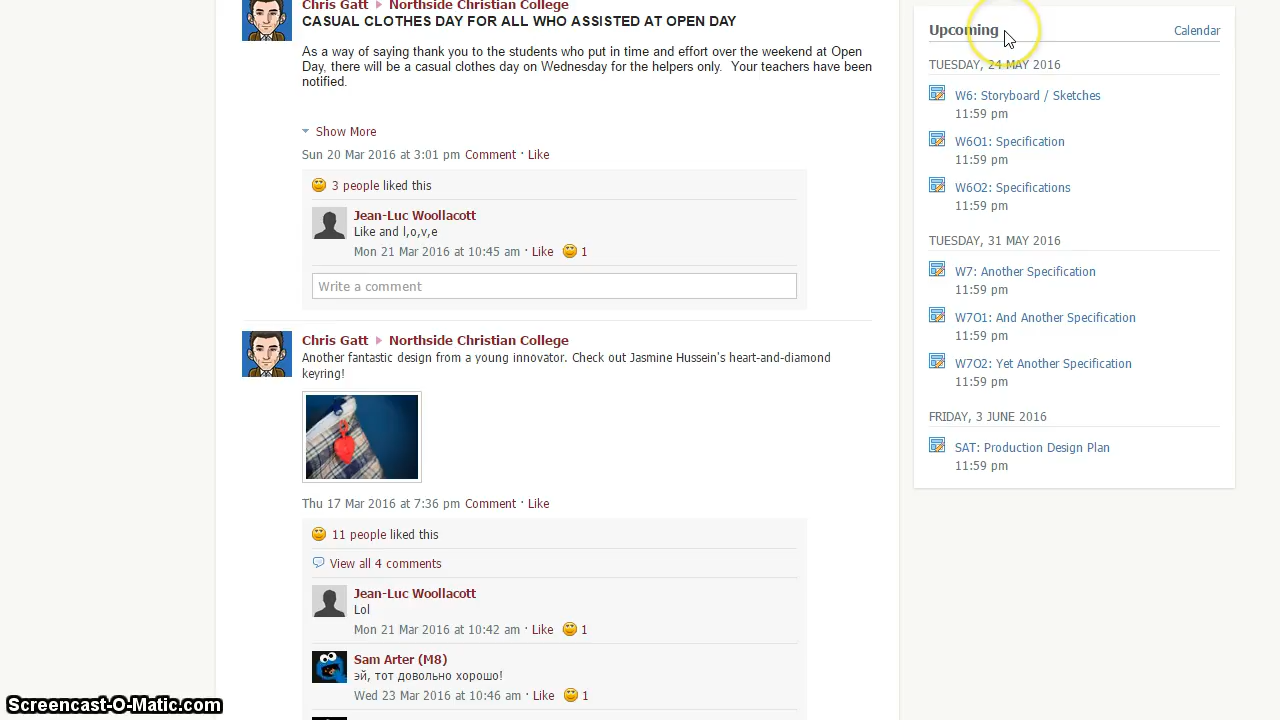 Chris Gatt Northside Christian College
CASUAL CLOTHES DAY FOR ALL WHO ASSISTED AT OPEN DAY
As a way of saying thank you to the students who put in time and effort over the weekend at Open
Day, there will be a casual clothes day on Wednesday for the helpers only. Your teachers have been
notified.
Show More
Sun 20 Mar 2016 at 3:01 pm Comment · Like
3 people liked this
Jean-Luc Woollacott
Like and l,o,v,e
Mon 21 Mar 2016 at 10:45 am · Like 1
Write a comment
Chris Gatt Northside Christian College
Another fantastic design from a young innovator. Check out Jasmine Hussein's heart-and-diamond
keyring!
Thu 17 Mar 2016 at 7:36 pm Comment · Like
11 people liked this
View all 4 comments
Jean-Luc Woollacott
Lol
Mon 21 Mar 2016 at 10:42 am · Like 1
Sam Arter (M8)
эй, тот довольно хорошо!
Wed 23 Mar 2016 at 10:46 am · Like 1
Upcoming Calendar
TUESDAY, 24 MAY 2016
W6: Storyboard / Sketches
11:59 pm
W6O1: Specification
11:59 pm
W6O2: Specifications
11:59 pm
TUESDAY, 31 MAY 2016
W7: Another Specification
11:59 pm
W7O1: And Another Specification
11:59 pm
W7O2: Yet Another Specification
11:59 pm
FRIDAY, 3 JUNE 2016
SAT: Production Design Plan
11:59 pm
Screencast-O-Matic.com